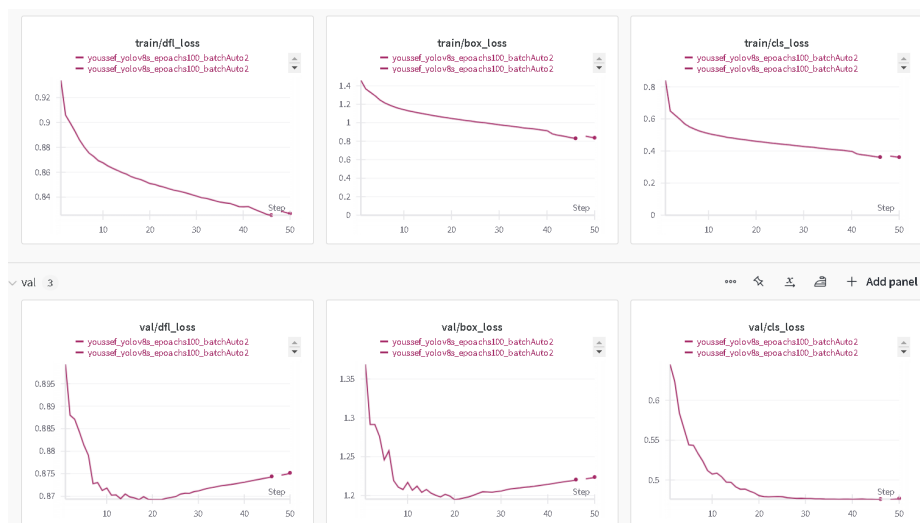 train/dfl_loss
youssef_yolov8s_epoachs100_batchAuto2
youssef_yolov8s_epoachs100_batchAuto2
0.92
0.9
0.88
0.86
0.84
Step
10 20 30 40 50
train/box_loss
youssef_yolov8s_epoachs100_batchAuto2
youssef_yolov8s_epoachs100_batchAuto2
1.4
1.2
1
0.8
0.6
0.4
0.2
0
Step
10 20 30 40 50
train/cls_loss
youssef_yolov8s_epoachs100_batchAuto2
youssef_yolov8s_epoachs100_batchAuto2
0.8
0.6
0.4
0.2
0
Step
10 20 30 40 50
val 3
Add panel
val/dfl_loss
youssef_yolov8s_epoachs100_batchAuto2
youssef_yolov8s_epoachs100_batchAuto2
0.895
0.89
0.885
0.88
0.875
0.87
Step
10 20 30 40 50
val/box_loss
youssef_yolov8s_epoachs100_batchAuto2
youssef_yolov8s_epoachs100_batchAuto2
1.35
1.3
1.25
1.2
Step
10 20 30 40 50
val/cls_loss
youssef_yolov8s_epoachs100_batchAuto2
youssef_yolov8s_epoachs100_batchAuto2
0.6
0.55
0.5
Step
10 20 30 40 50